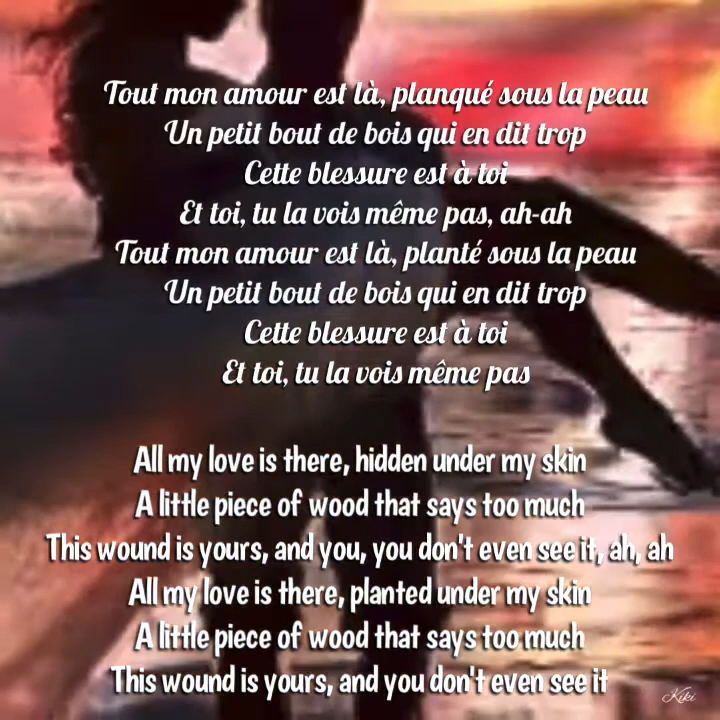 Tout mon amour est là, planqué sous la peau
Un petit bout de bois qui en dit trop
Cette blessure est à toi
Et toi, tu la vois même pas, ah-ah
Tout mon amour est là, planté sous la peau
Un petit bout de bois qui en dit trop
Cette blessure est à toi
Et toi, tu la vois même pas
All my love is there, hidden under my skin
A little piece of wood that says too much
This wound is yours, and you, you don't even see it, ah, ah
All my love is there, planted under my skin
A little piece of wood that says too much
This wound is yours, and you don't even see it
Kiki